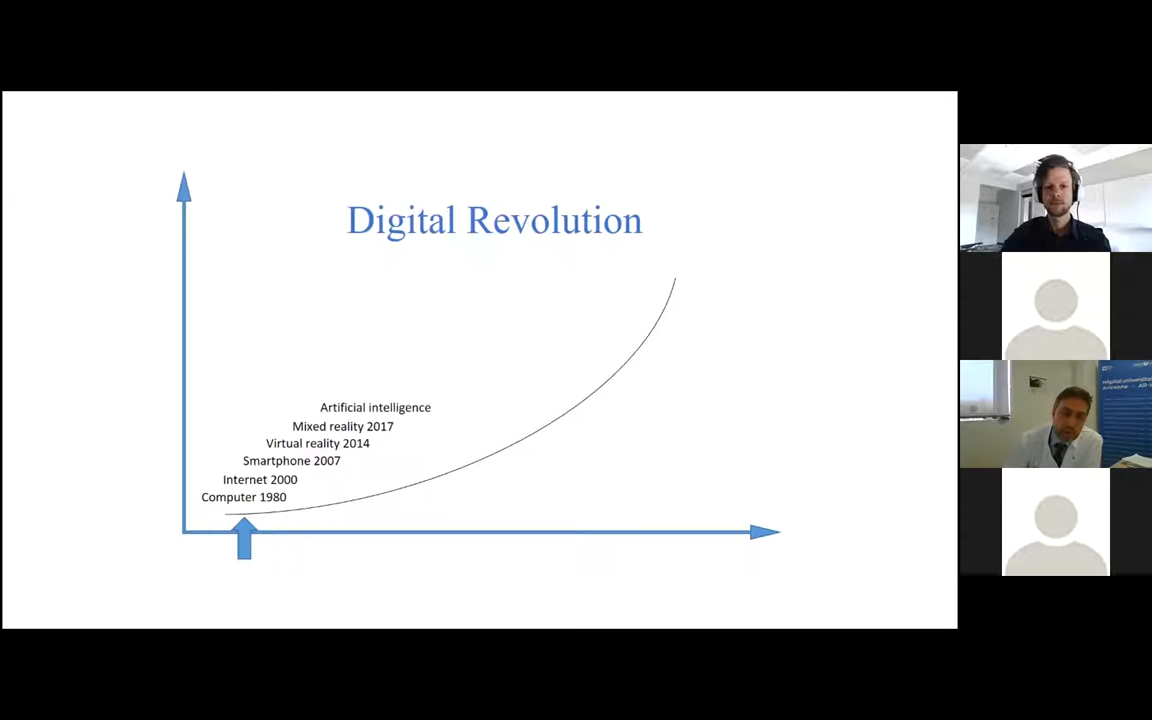 Digital Revolution
Artificial intelligence
Mixed reality 2017
Virtual reality 2014
Smartphone 2007
Internet 2000
Computer 1980